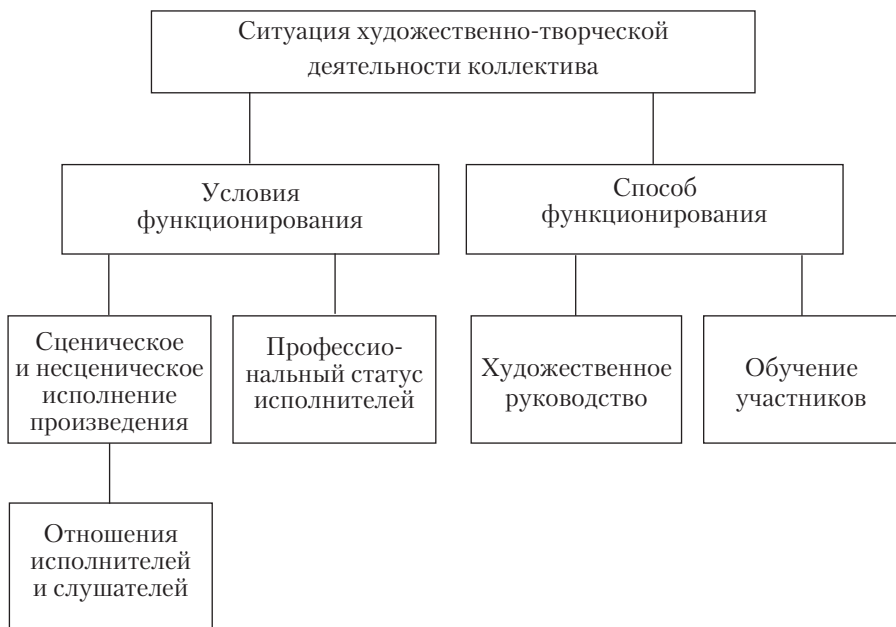 Ситуация художественно-творческой
деятельности коллектива
Условия
функционирования
Способ
функционирования
Сценическое
и несценическое
исполнение
произведения
Профессио-
нальный статус
исполнителей
Художественное
руководство
Обучение
участников
Отношения
исполнителей
и слушателей